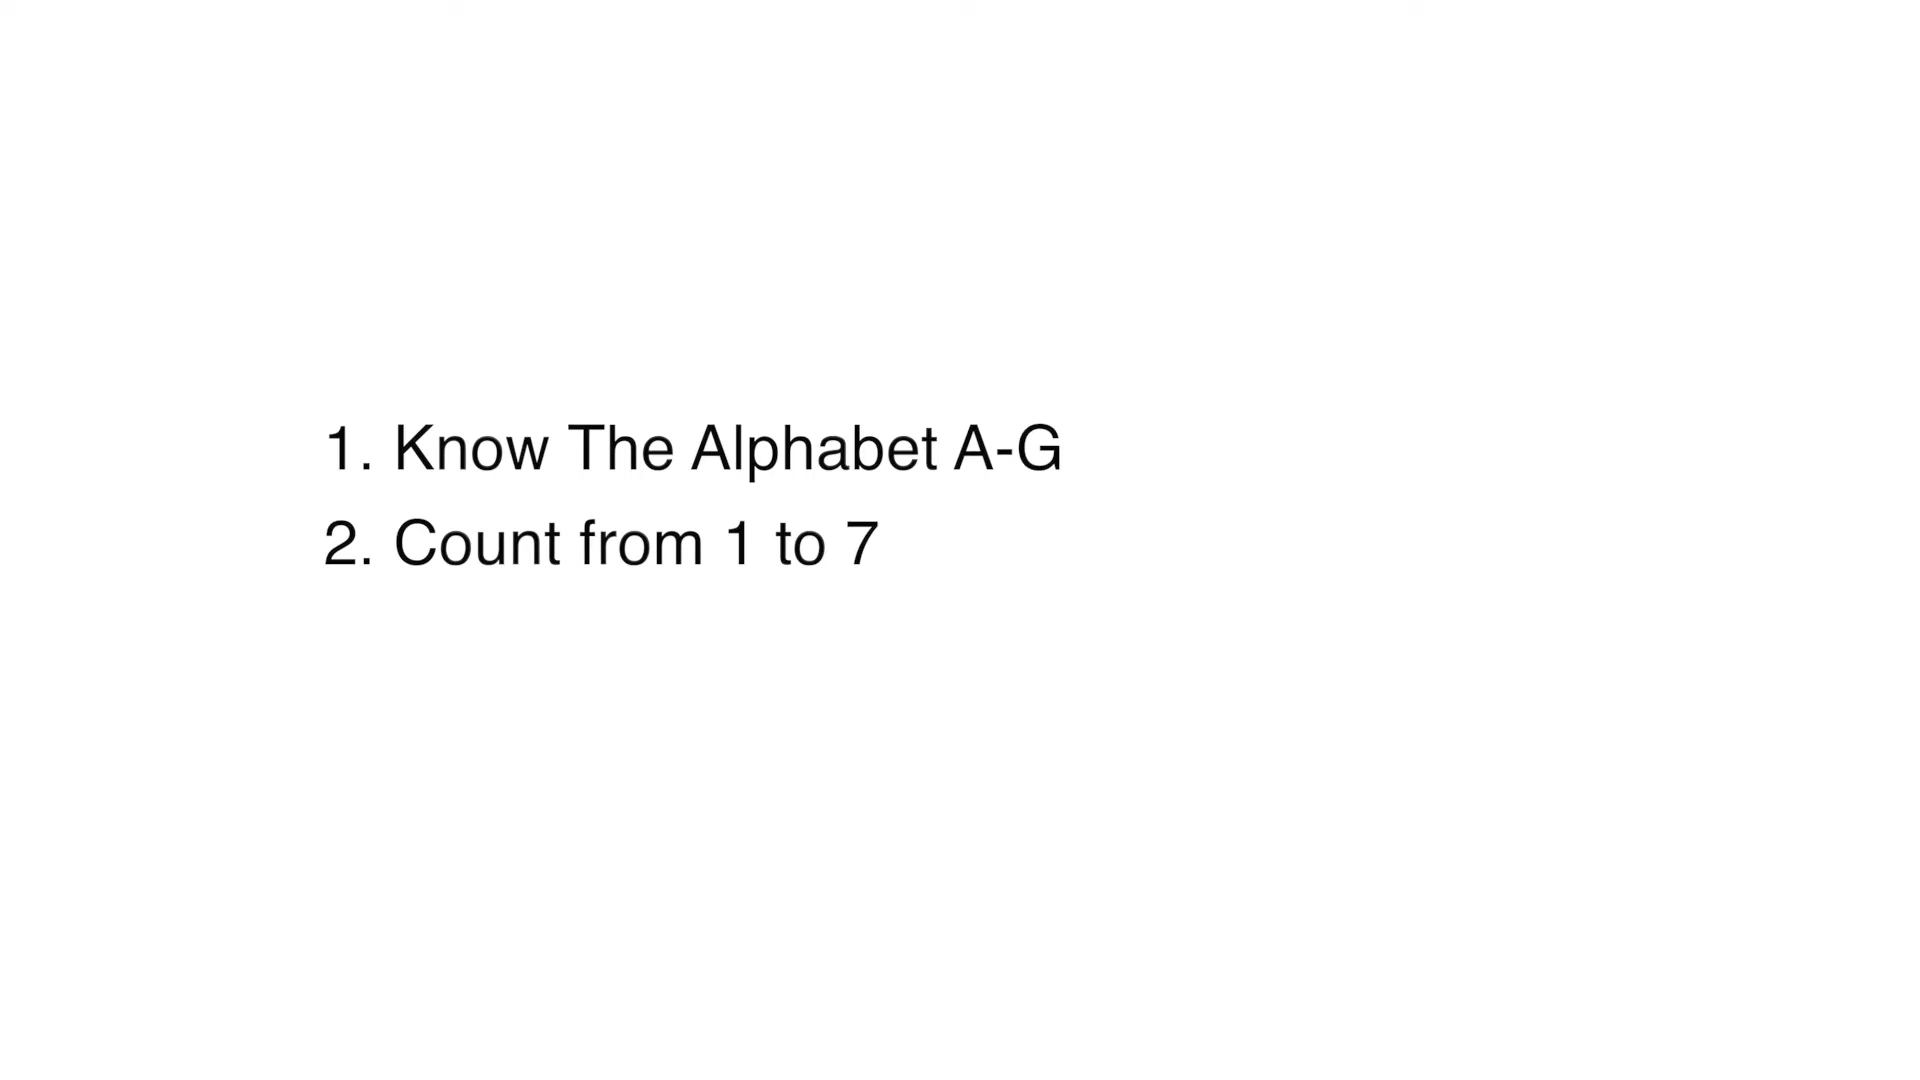 1. Know The Alphabet A-G
2. Count from 1 to 7